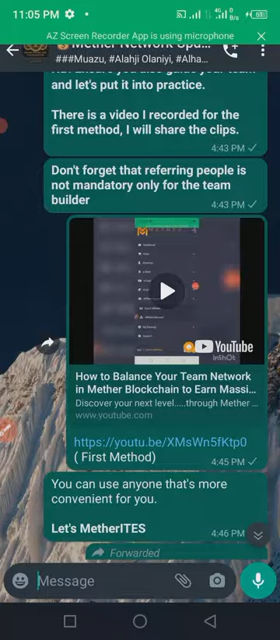 11:05 PM
4G
0
B/s
61
AZ Screen Recorder App is using microphone
Mether Network Upd...
###Muazu, Alahji Olaniyi, Alha...
and let's put it into practice.
There is a video I recorded for the
first method, I will share the clips.
4:43 PM
Don't forget that referring people is
not mandatory only for the team
builder
4:43 PM
YouTube
InShOt
How to Balance Your Team Network
in Mether Blockchain to Earn Massi...
Discover your next level.....through Mether ...
www.youtube.com
https://youtu.be/XMsWn5fKtp0
( First Method)
4:45 PM
You can use anyone that's more
convenient for you.
Let's MetherITES
4:46 PM
Forwarded
Message